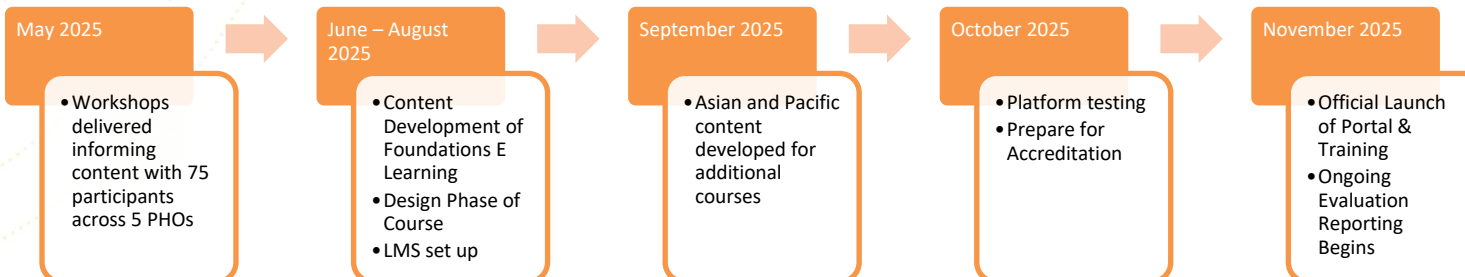 May 2025
• Workshops
delivered
informing
content with 75
participants
across 5 PHOs
June – August
2025
• Content
Development of
Foundations E
Learning
• Design Phase of
Course
• LMS set up
September 2025
• Asian and Pacific
content
developed for
additional
courses
October 2025
• Platform testing
• Prepare for
Accreditation
November 2025
• Official Launch
of Portal &
Training
• Ongoing
Evaluation
Reporting
Begins